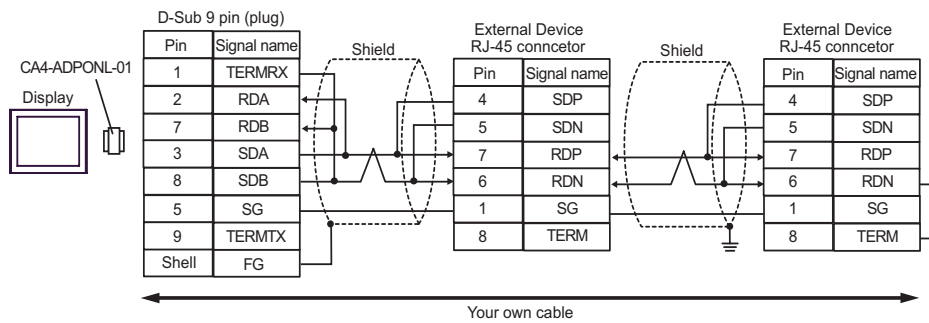 D-Sub 9 pin (plug)
Pin Signal name
1 TERMRX
2 RDA
7 RDB
3 SDA
8 SDB
5 SG
9 TERMTX
Shell FG
CA4-ADPONL-01
Display
Shield
External Device
RJ-45 conncetor
Pin Signal name
4 SDP
5 SDN
7 RDP
6 RDN
1 SG
8 TERM
Shield
External Device
RJ-45 conncetor
Pin Signal name
4 SDP
5 SDN
7 RDP
6 RDN
1 SG
8 TERM
Your own cable